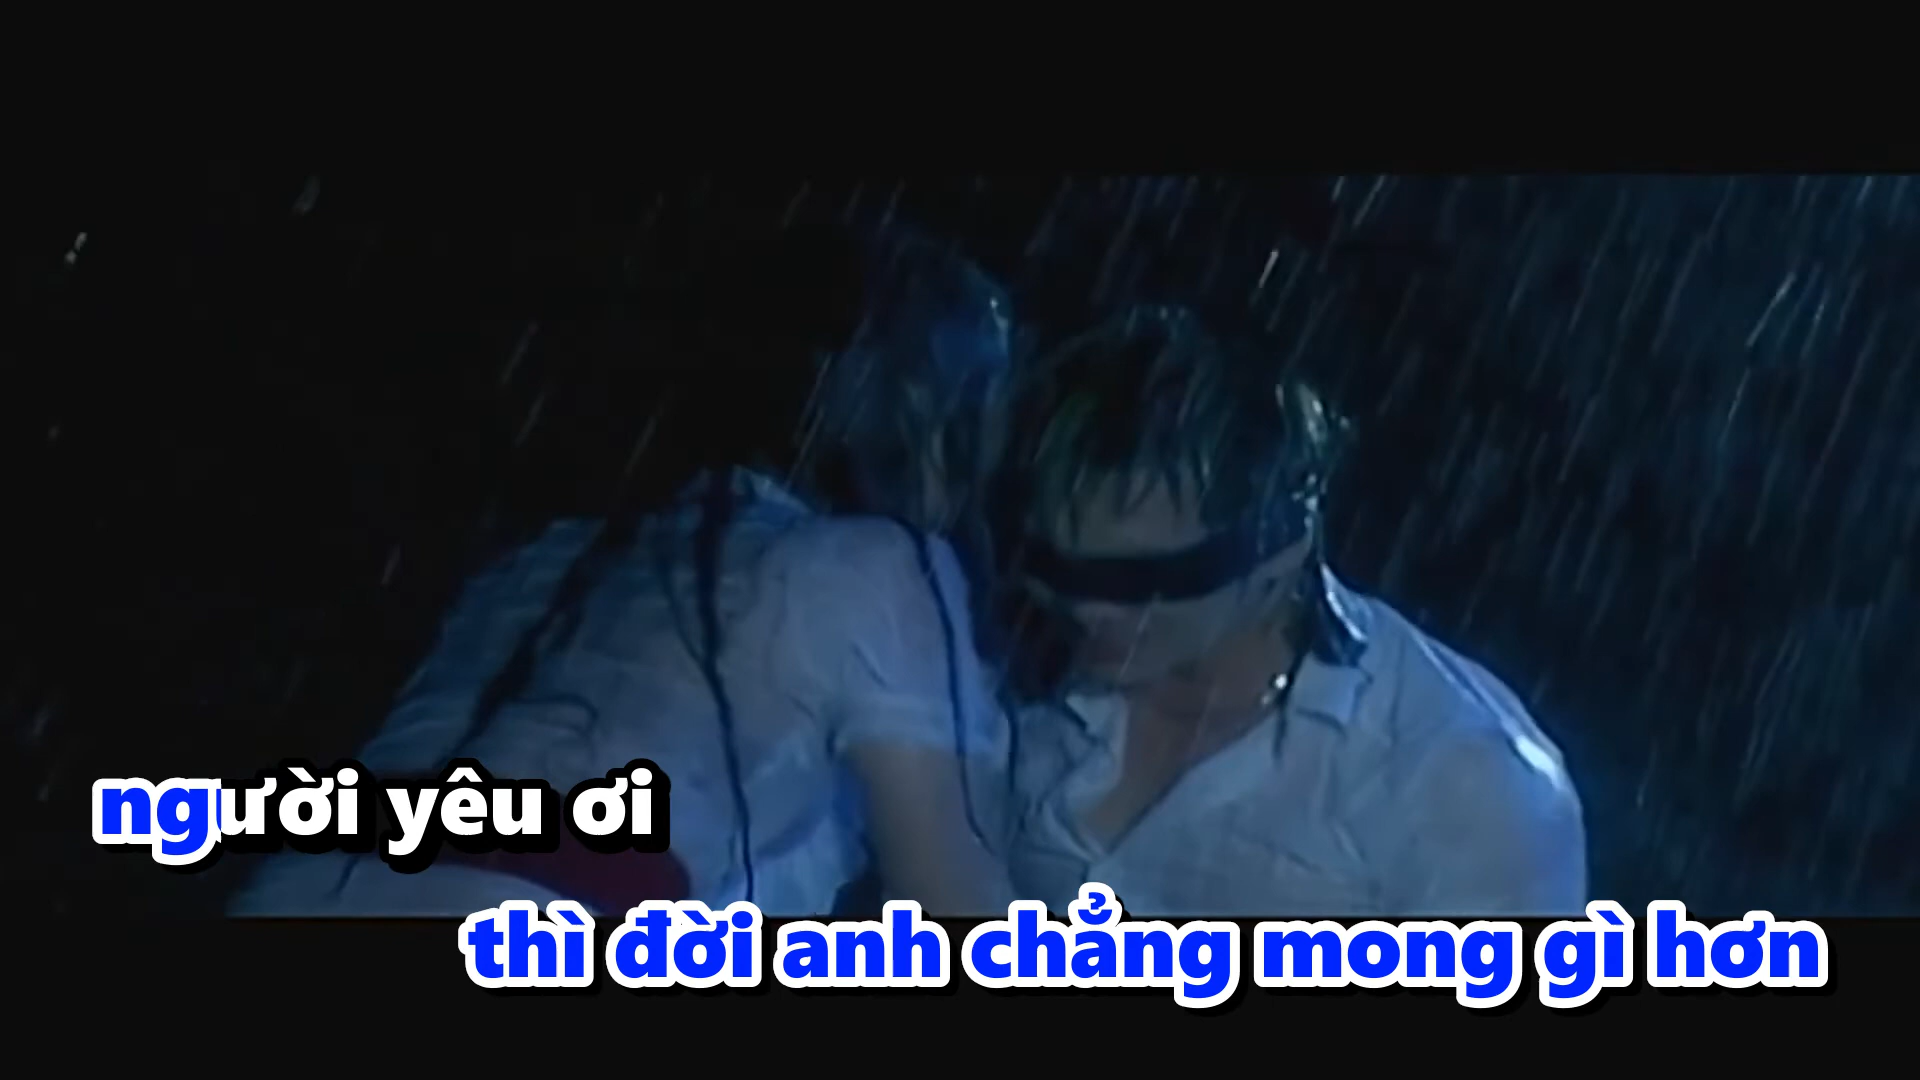 người yêu ơi
thì đời anh chẳng mong gì hơn